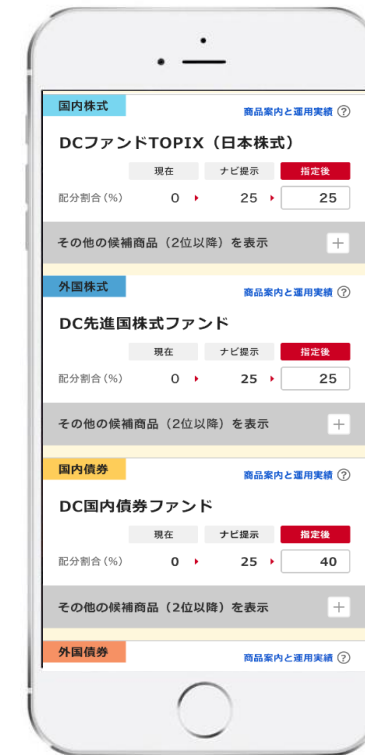 国内株式
商品案内と運用実績 ?
DCファンドTOPIX（日本株式）
現在 ナビ提示 指定後
配分割合(%) 0 25 25
その他の候補商品（2位以降）を表示 +
外国株式
商品案内と運用実績 ?
DC先進国株式ファンド
現在 ナビ提示 指定後
配分割合(%) 0 25 25
その他の候補商品（2位以降）を表示 +
国内債券
商品案内と運用実績 ?
DC国内債券ファンド
現在 ナビ提示 指定後
配分割合(%) 0 25 40
その他の候補商品（2位以降）を表示 +
外国債券
商品案内と運用実績 ?